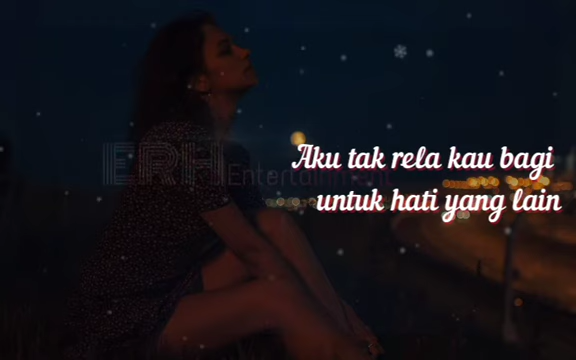 Aku tak rela kau bagi
untuk hati yang lain
ERH Entertainment